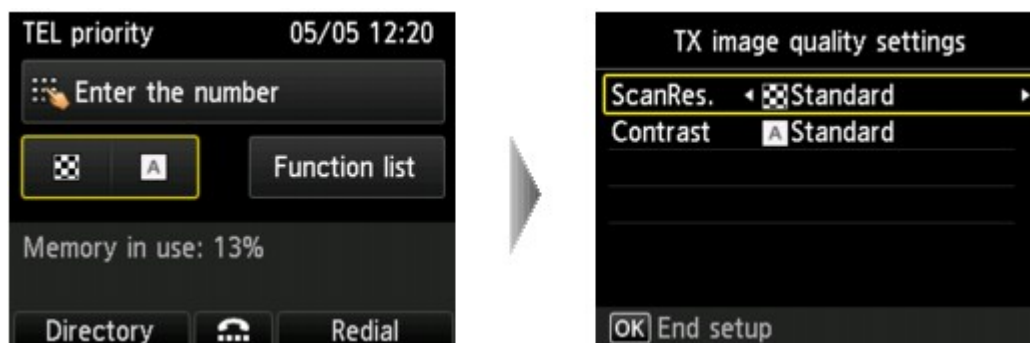 TEL priority 05/05 12:20
Enter the number
A Function list
Memory in use: 13%
Directory Redial
TX image quality settings
ScanRes. Standard
Contrast A Standard
OK End setup